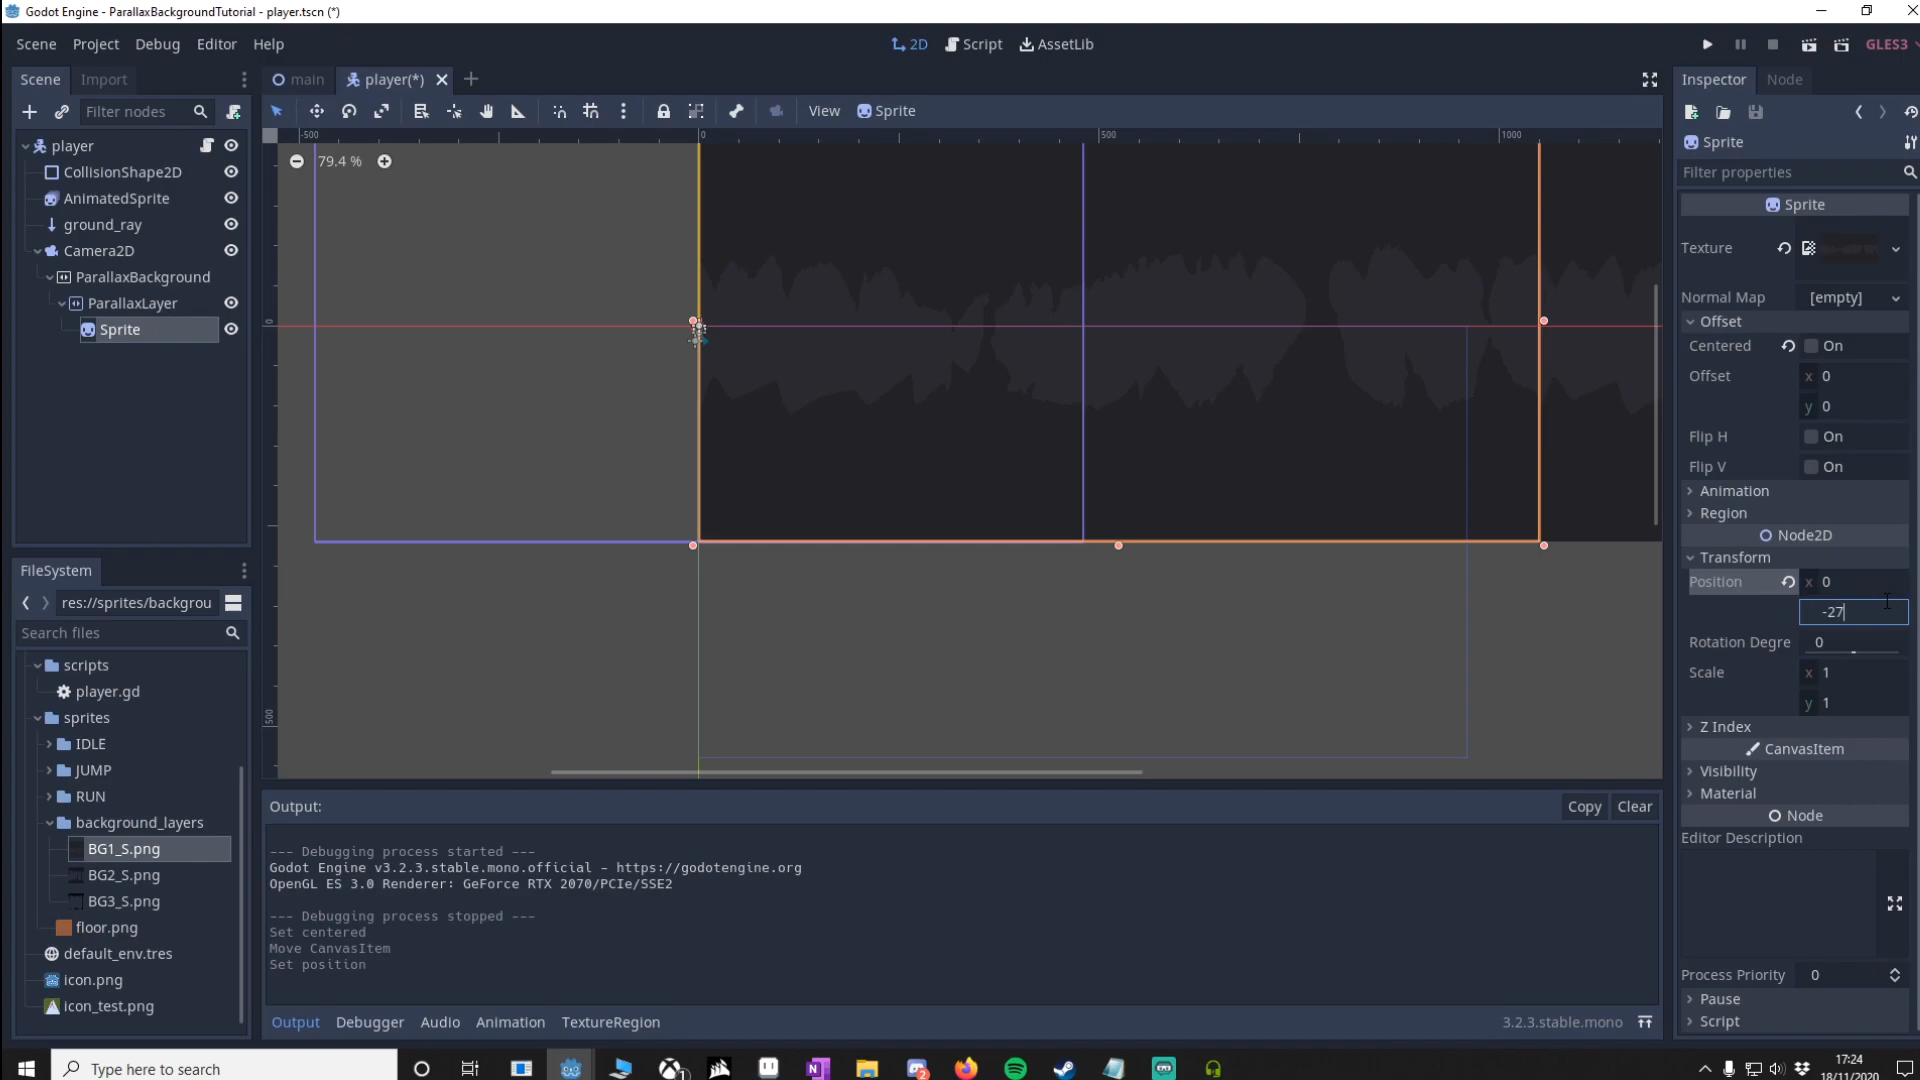 Godot Engine - ParallaxBackgroundTutorial - player.tscn (*)
Scene Project Debug Editor Help
2D Script AssetLib
GLES3
Scene Import
main player(*)
Inspector Node
Filter nodes
View Sprite
player
CollisionShape2D
AnimatedSprite
ground_ray
Camera2D
ParallaxBackground
ParallaxLayer
Sprite
-500 0 500 1000
79.4 %
0
500
FileSystem
res://sprites/backgrou
Search files
scripts
player.gd
sprites
IDLE
JUMP
RUN
background_layers
BG1_S.png
BG2_S.png
BG3_S.png
floor.png
default_env.tres
icon.png
icon_test.png
Output:
Copy Clear
--- Debugging process started ---
Godot Engine v3.2.3.stable.mono.official - https://godotengine.org
OpenGL ES 3.0 Renderer: GeForce RTX 2070/PCIe/SSE2
--- Debugging process stopped ---
Set centered
Move CanvasItem
Set position
Output Debugger Audio Animation TextureRegion
3.2.3.stable.mono
Sprite
Filter properties
Sprite
Texture
Normal Map [empty]
Offset
Centered On
Offset x 0
y 0
Flip H On
Flip V On
Animation
Region
Node2D
Transform
Position x 0
-27
Rotation Degre 0
Scale x 1
y 1
Z Index
CanvasItem
Visibility
Material
Node
Editor Description
Process Priority 0
Pause
Script
Type here to search
1
2
17:24
18/11/2020